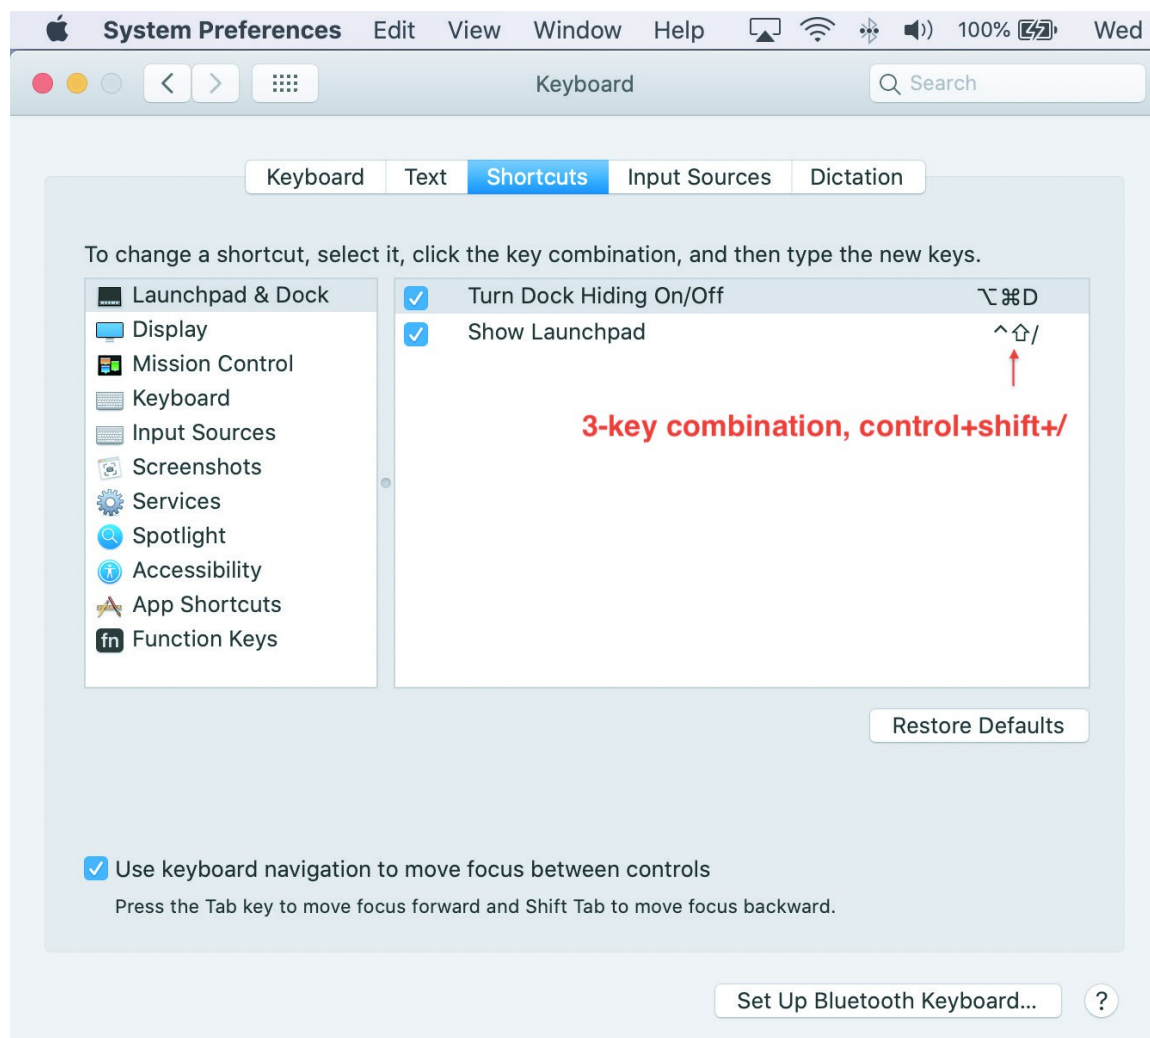 System Preferences Edit View Window Help 100% Wed
Keyboard Search
Keyboard Text Shortcuts Input Sources Dictation
To change a shortcut, select it, click the key combination, and then type the new keys.
Launchpad & Dock
Display
Mission Control
Keyboard
Input Sources
Screenshots
Services
Spotlight
Accessibility
App Shortcuts
fn Function Keys
Turn Dock Hiding On/Off ⌥⌘D
Show Launchpad ^⇧/
3-key combination, control+shift+/
Restore Defaults
Use keyboard navigation to move focus between controls
Press the Tab key to move focus forward and Shift Tab to move focus backward.
Set Up Bluetooth Keyboard... ?